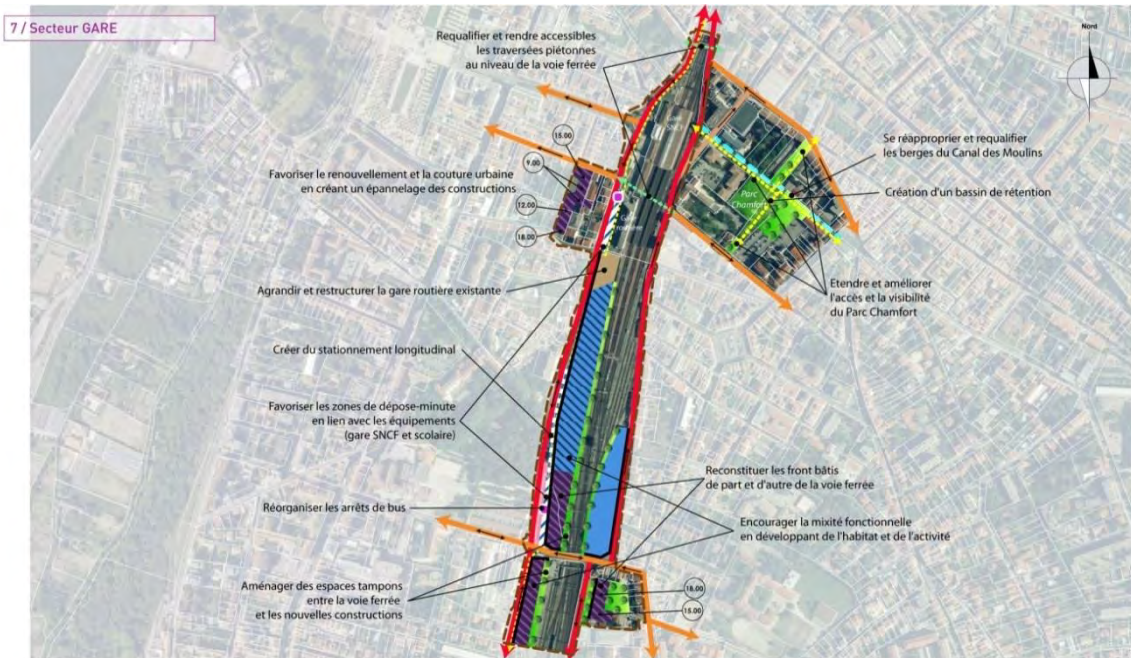 7 / Secteur GARE
Nord
Requalifier et rendre accessibles
les traversées piétonnes
au niveau de la voie ferrée
Se réapproprier et requalifier
les berges du Canal des Moulins
Création d'un bassin de rétention
Parc
Chamfort
Etendre et améliorer
l'accès et la visibilité
du Parc Chamfort
15.00
9.00
12.00
18.00
Favoriser le renouvellement et la couture urbaine
en créant un épannelage des constructions
Agrandir et restructurer la gare routière existante
Créer du stationnement longitudinal
Favoriser les zones de dépose-minute
en lien avec les équipements
(gare SNCF et scolaire)
Réorganiser les arrêts de bus
Reconstituer les front bâtis
de part et d'autre de la voie ferrée
Encourager la mixité fonctionnelle
en développant de l'habitat et de l'activité
Aménager des espaces tampons
entre la voie ferrée
et les nouvelles constructions
15.00